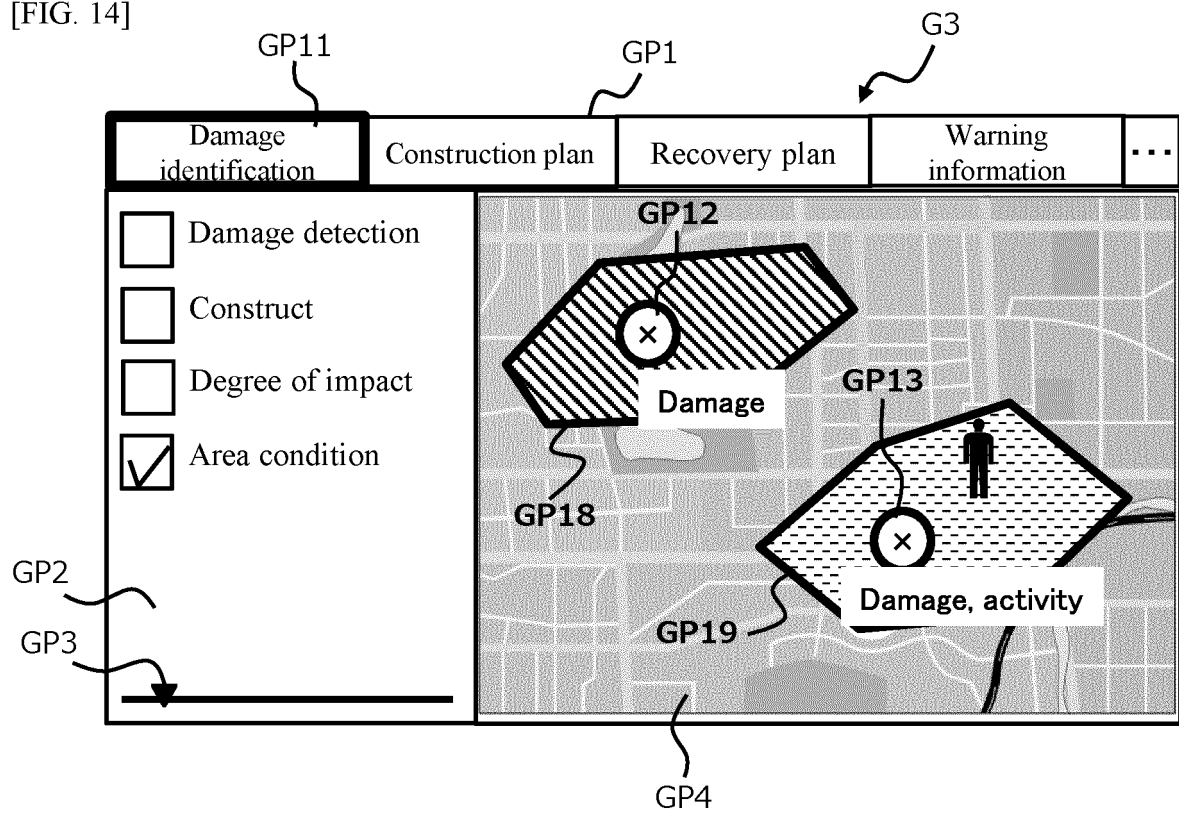 [FIG. 14]
G3
GP11
GP1
Damage
identification
Construction plan
Recovery plan
Warning
information
...
Damage detection
Construct
Degree of impact
Area condition
GP12
Damage
GP13
GP18
GP2
Damage, activity
GP19
GP3
GP4